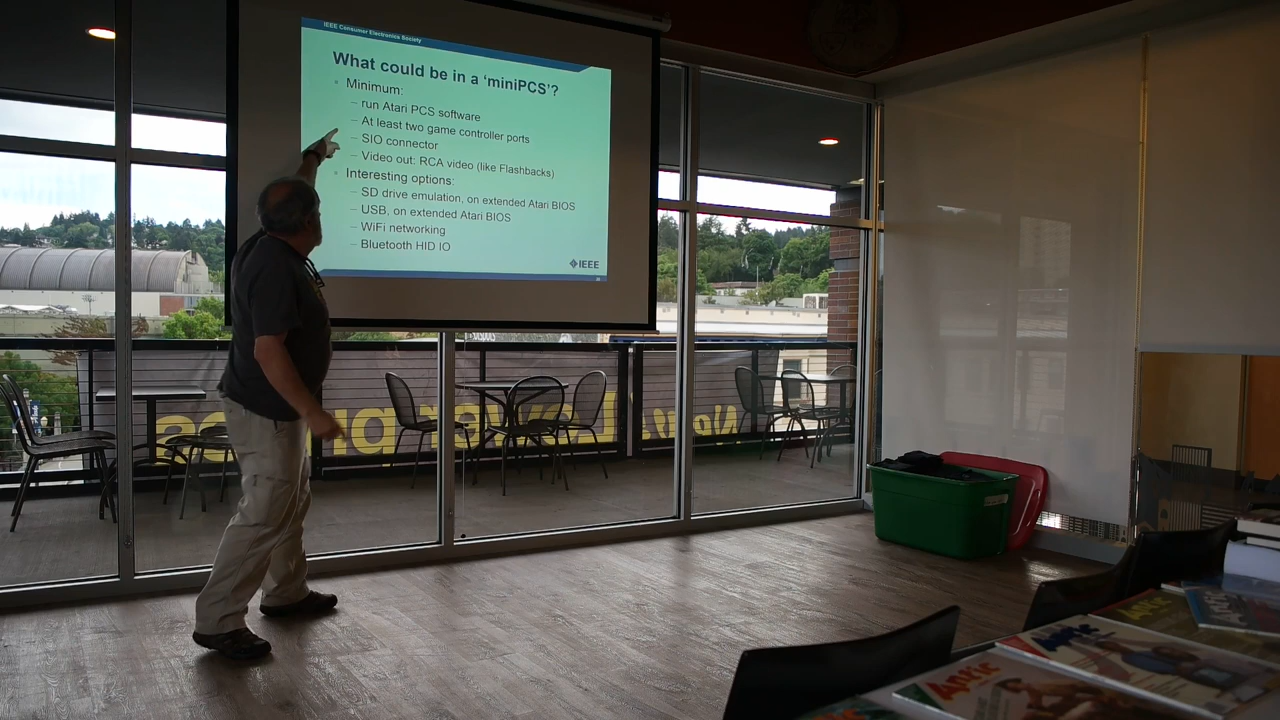 IEEE Consumer Electronics Society
What could be in a 'miniPCS'?
• Minimum:
– run Atari PCS software
– At least two game controller ports
– SIO connector
– Video out: RCA video (like Flashbacks)
• Interesting options:
– SD drive emulation, on extended Atari BIOS
– USB, on extended Atari BIOS
– WiFi networking
– Bluetooth HID IO
IEEE
Antic
Antic